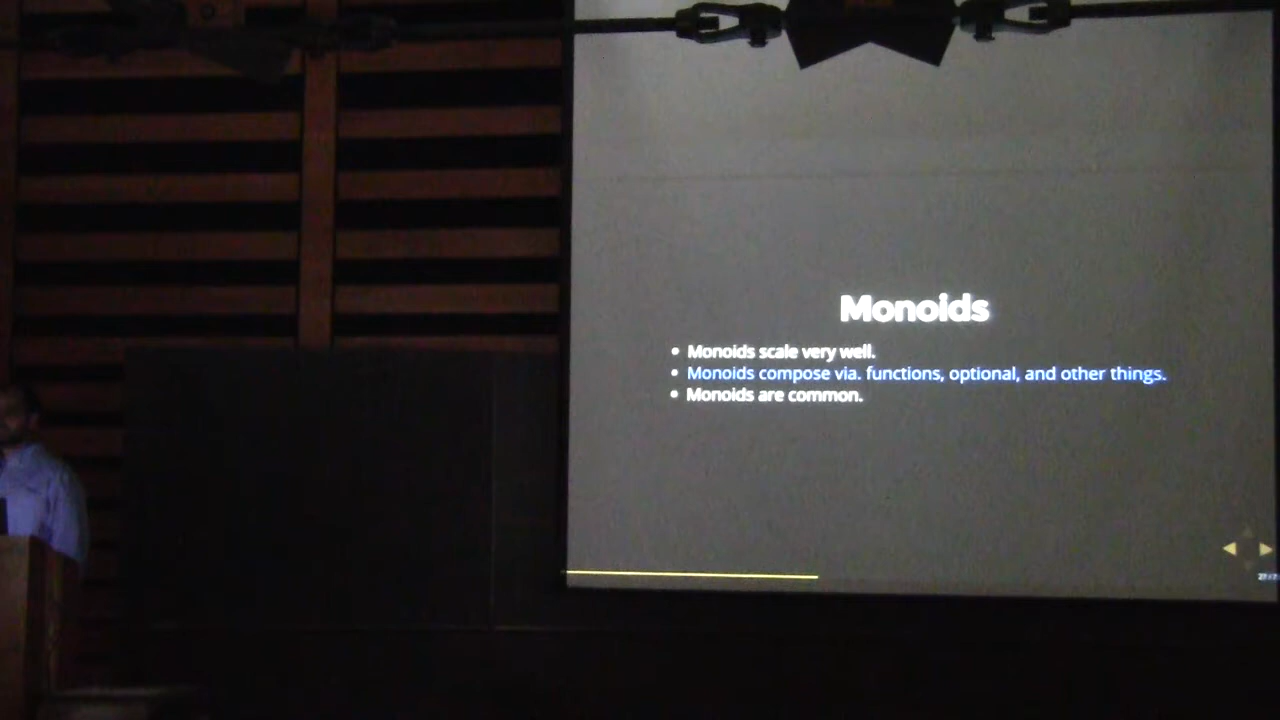 Monoids
• Monoids scale very well.
• Monoids compose via. functions, optional, and other things.
• Monoids are common.